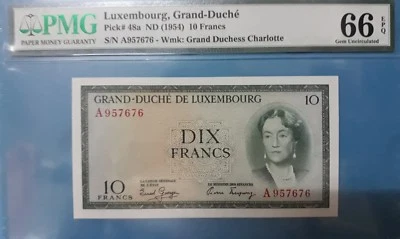 PMG
PAPER MONEY GUARANTY
Luxembourg, Grand-Duché
Pick# 48a ND (1954) 10 Francs
S/N A957676 - Wmk: Grand Duchess Charlotte
66 EPQ
Gem Uncirculated
GRAND-DUCHÉ DE LUXEMBOURG 10
A957676
DIX
FRANCS
10
FRANCS
A957676